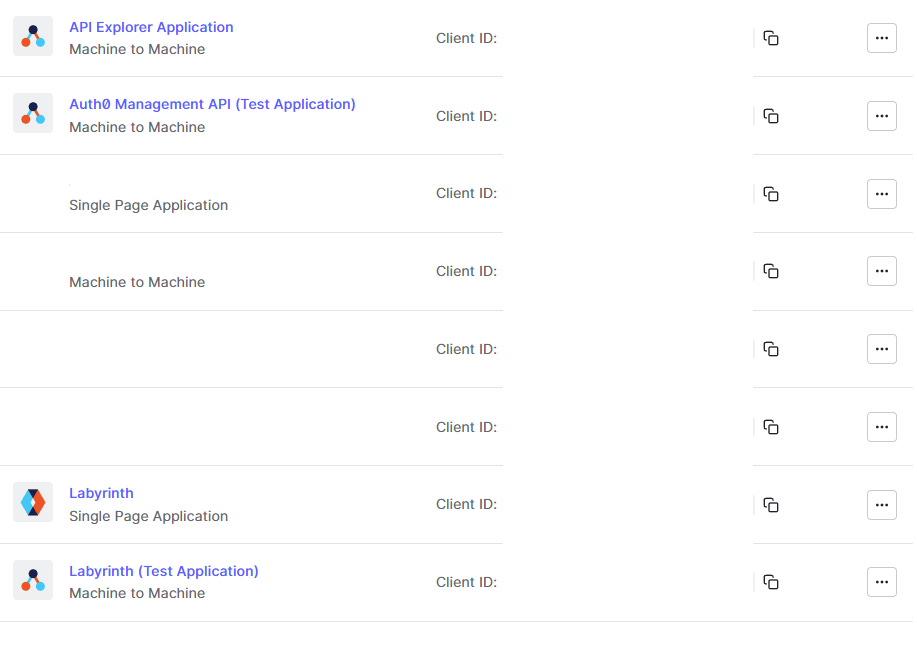 API Explorer Application
Machine to Machine
Client ID:
Auth0 Management API (Test Application)
Machine to Machine
Client ID:
Single Page Application
Client ID:
Machine to Machine
Client ID:
Client ID:
Client ID:
Labyrinth
Single Page Application
Client ID:
Labyrinth (Test Application)
Machine to Machine
Client ID: